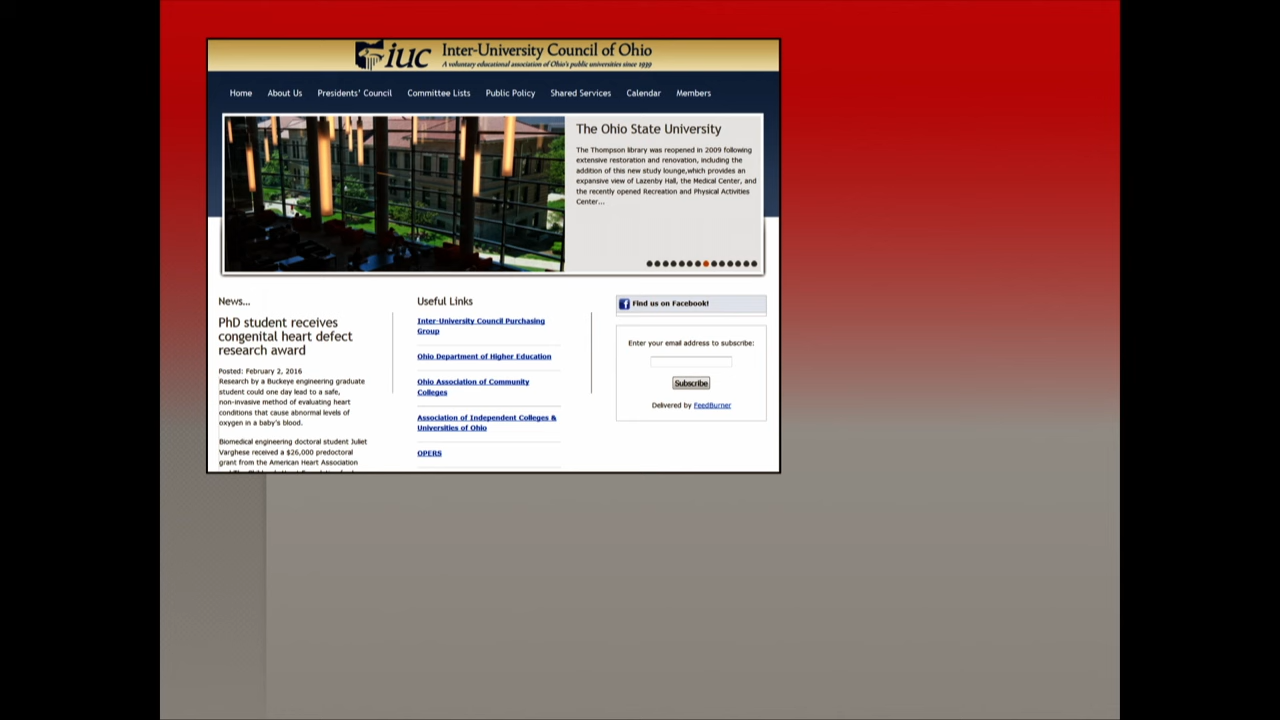 iuc Inter-University Council of Ohio
A voluntary educational association of Ohio's public universities since 1939
Home About Us Presidents' Council Committee Lists Public Policy Shared Services Calendar Members
The Ohio State University
The Thompson library was reopened in 2009 following
extensive restoration and renovation, including the
addition of this new study lounge,which provides an
expansive view of Lazenby Hall, the Medical Center, and
the recently opened Recreation and Physical Activities
Center...
News...
PhD student receives
congenital heart defect
research award
Posted: February 2, 2016
Research by a Buckeye engineering graduate
student could one day lead to a safe,
non-invasive method of evaluating heart
conditions that cause abnormal levels of
oxygen in a baby's blood.
Biomedical engineering doctoral student Juliet
Varghese received a $26,000 predoctoral
grant from the American Heart Association
Useful Links
Inter-University Council Purchasing
Group
Ohio Department of Higher Education
Ohio Association of Community
Colleges
Association of Independent Colleges &
Universities of Ohio
OPERS
Find us on Facebook!
Enter your email address to subscribe:
Subscribe
Delivered by FeedBurner